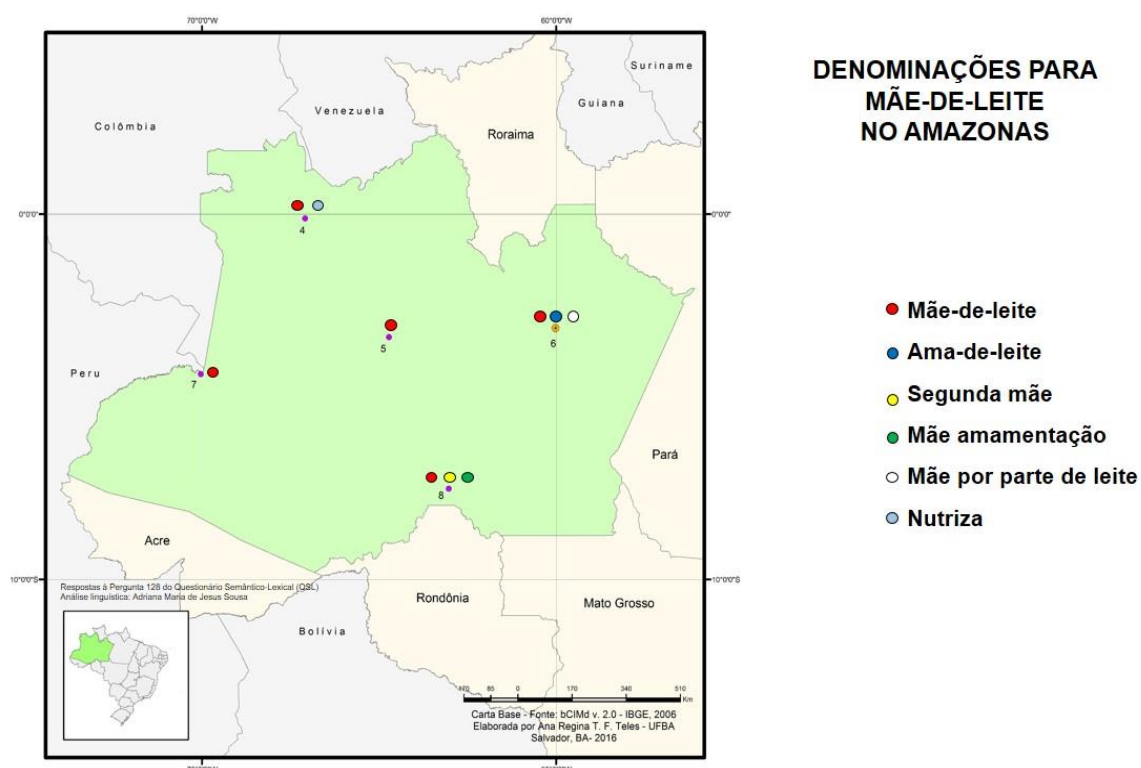 70°0'0"W
60°0'0"W
DENOMINAÇÕES PARA
MÃE-DE-LEITE
NO AMAZONAS
Suriname
Guiana
Venezuela
Colômbia
Roraima
0°0'0"
0°0'0"
4
5
6
Peru
7
Pará
8
Acre
Rondônia
Mato Grosso
Bolívia
10°0'0"S
10°0'0"S
Mãe-de-leite
Ama-de-leite
Segunda mãe
Mãe amamentação
Mãe por parte de leite
Nutriza
Respostas à Pergunta 128 do Questionário Semântico-Lexical (QSL)
Análise linguística: Adriana Maria de Jesus Sousa
85 0 170 340 510
Km
Carta Base - Fonte: bCIMd v. 2.0 - IBGE, 2006
Elaborada por Ana Regina T. F. Teles - UFBA
Salvador, BA- 2016